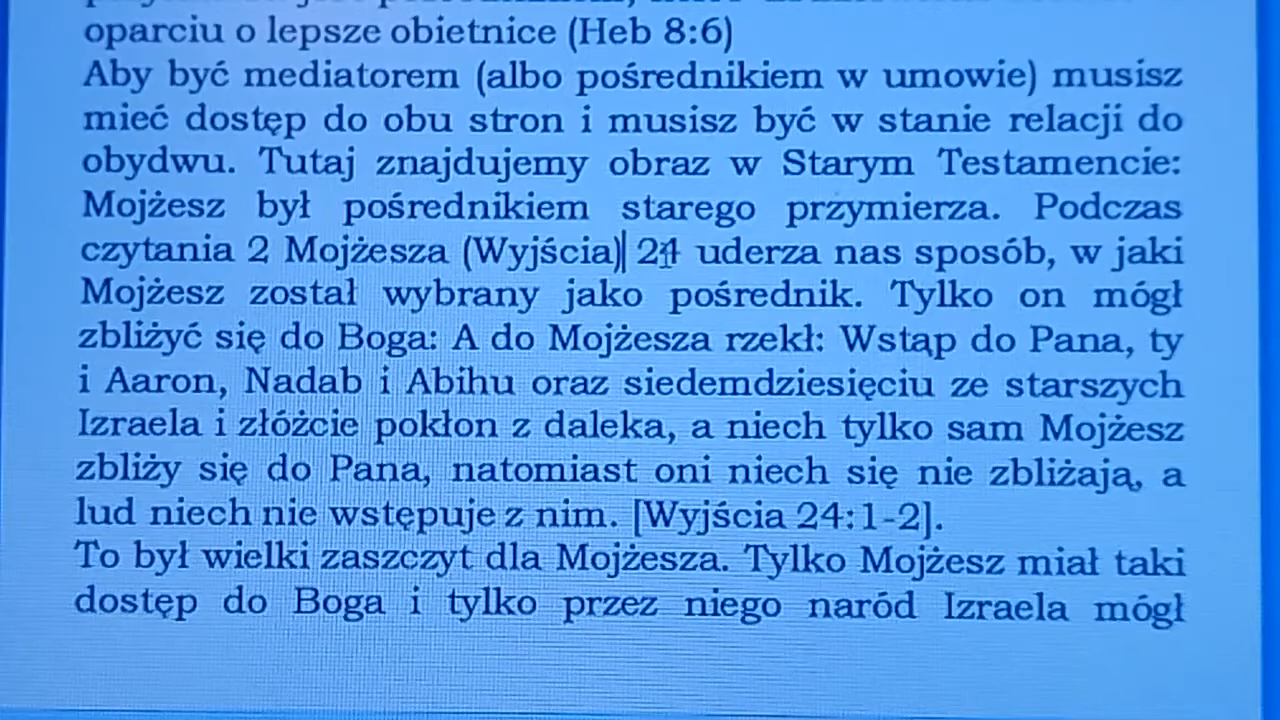 oparciu o lepsze obietnice (Heb 8:6)
Aby być mediatorem (albo pośrednikiem w umowie) musisz
mieć dostęp do obu stron i musisz być w stanie relacji do
obydwu. Tutaj znajdujemy obraz w Starym Testamencie:
Mojżesz był pośrednikiem starego przymierza. Podczas
czytania 2 Mojżesza (Wyjścia) 24 uderza nas sposób, w jaki
Mojżesz został wybrany jako pośrednik. Tylko on mógł
zbliżyć się do Boga: A do Mojżesza rzekł: Wstąp do Pana, ty
i Aaron, Nadab i Abihu oraz siedemdziesięciu ze starszych
Izraela i złóżcie pokłon z daleka, a niech tylko sam Mojżesz
zbliży się do Pana, natomiast oni niech się nie zbliżają, a
lud niech nie wstępuje z nim. [Wyjścia 24:1-2].
To był wielki zaszczyt dla Mojżesza. Tylko Mojżesz miał taki
dostęp do Boga i tylko przez niego naród Izraela mógł